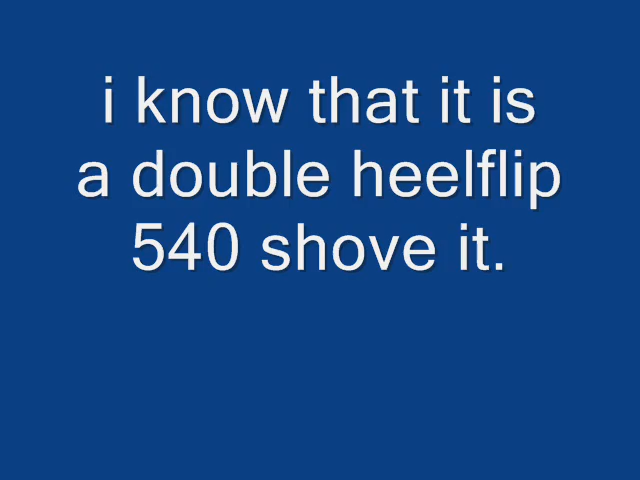 i know that it is
a double heelflip
540 shove it.